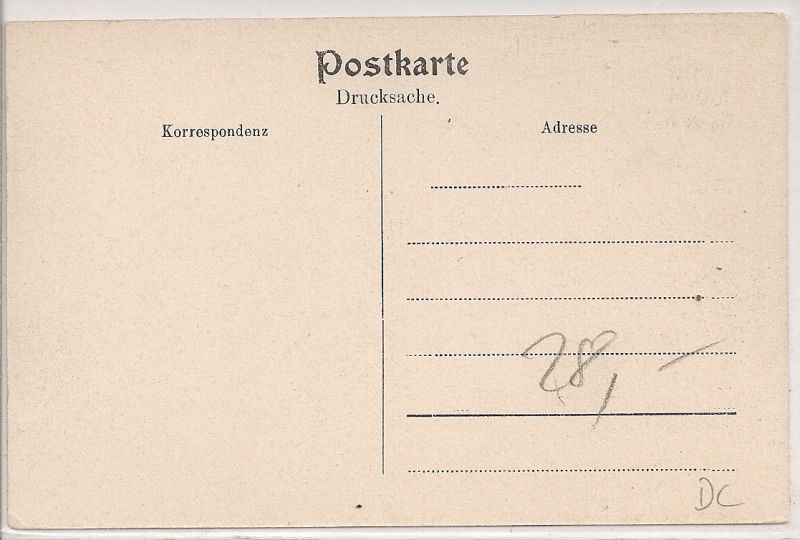 Postkarte
Drucksache.
Korrespondenz
Adresse
28,—
DC